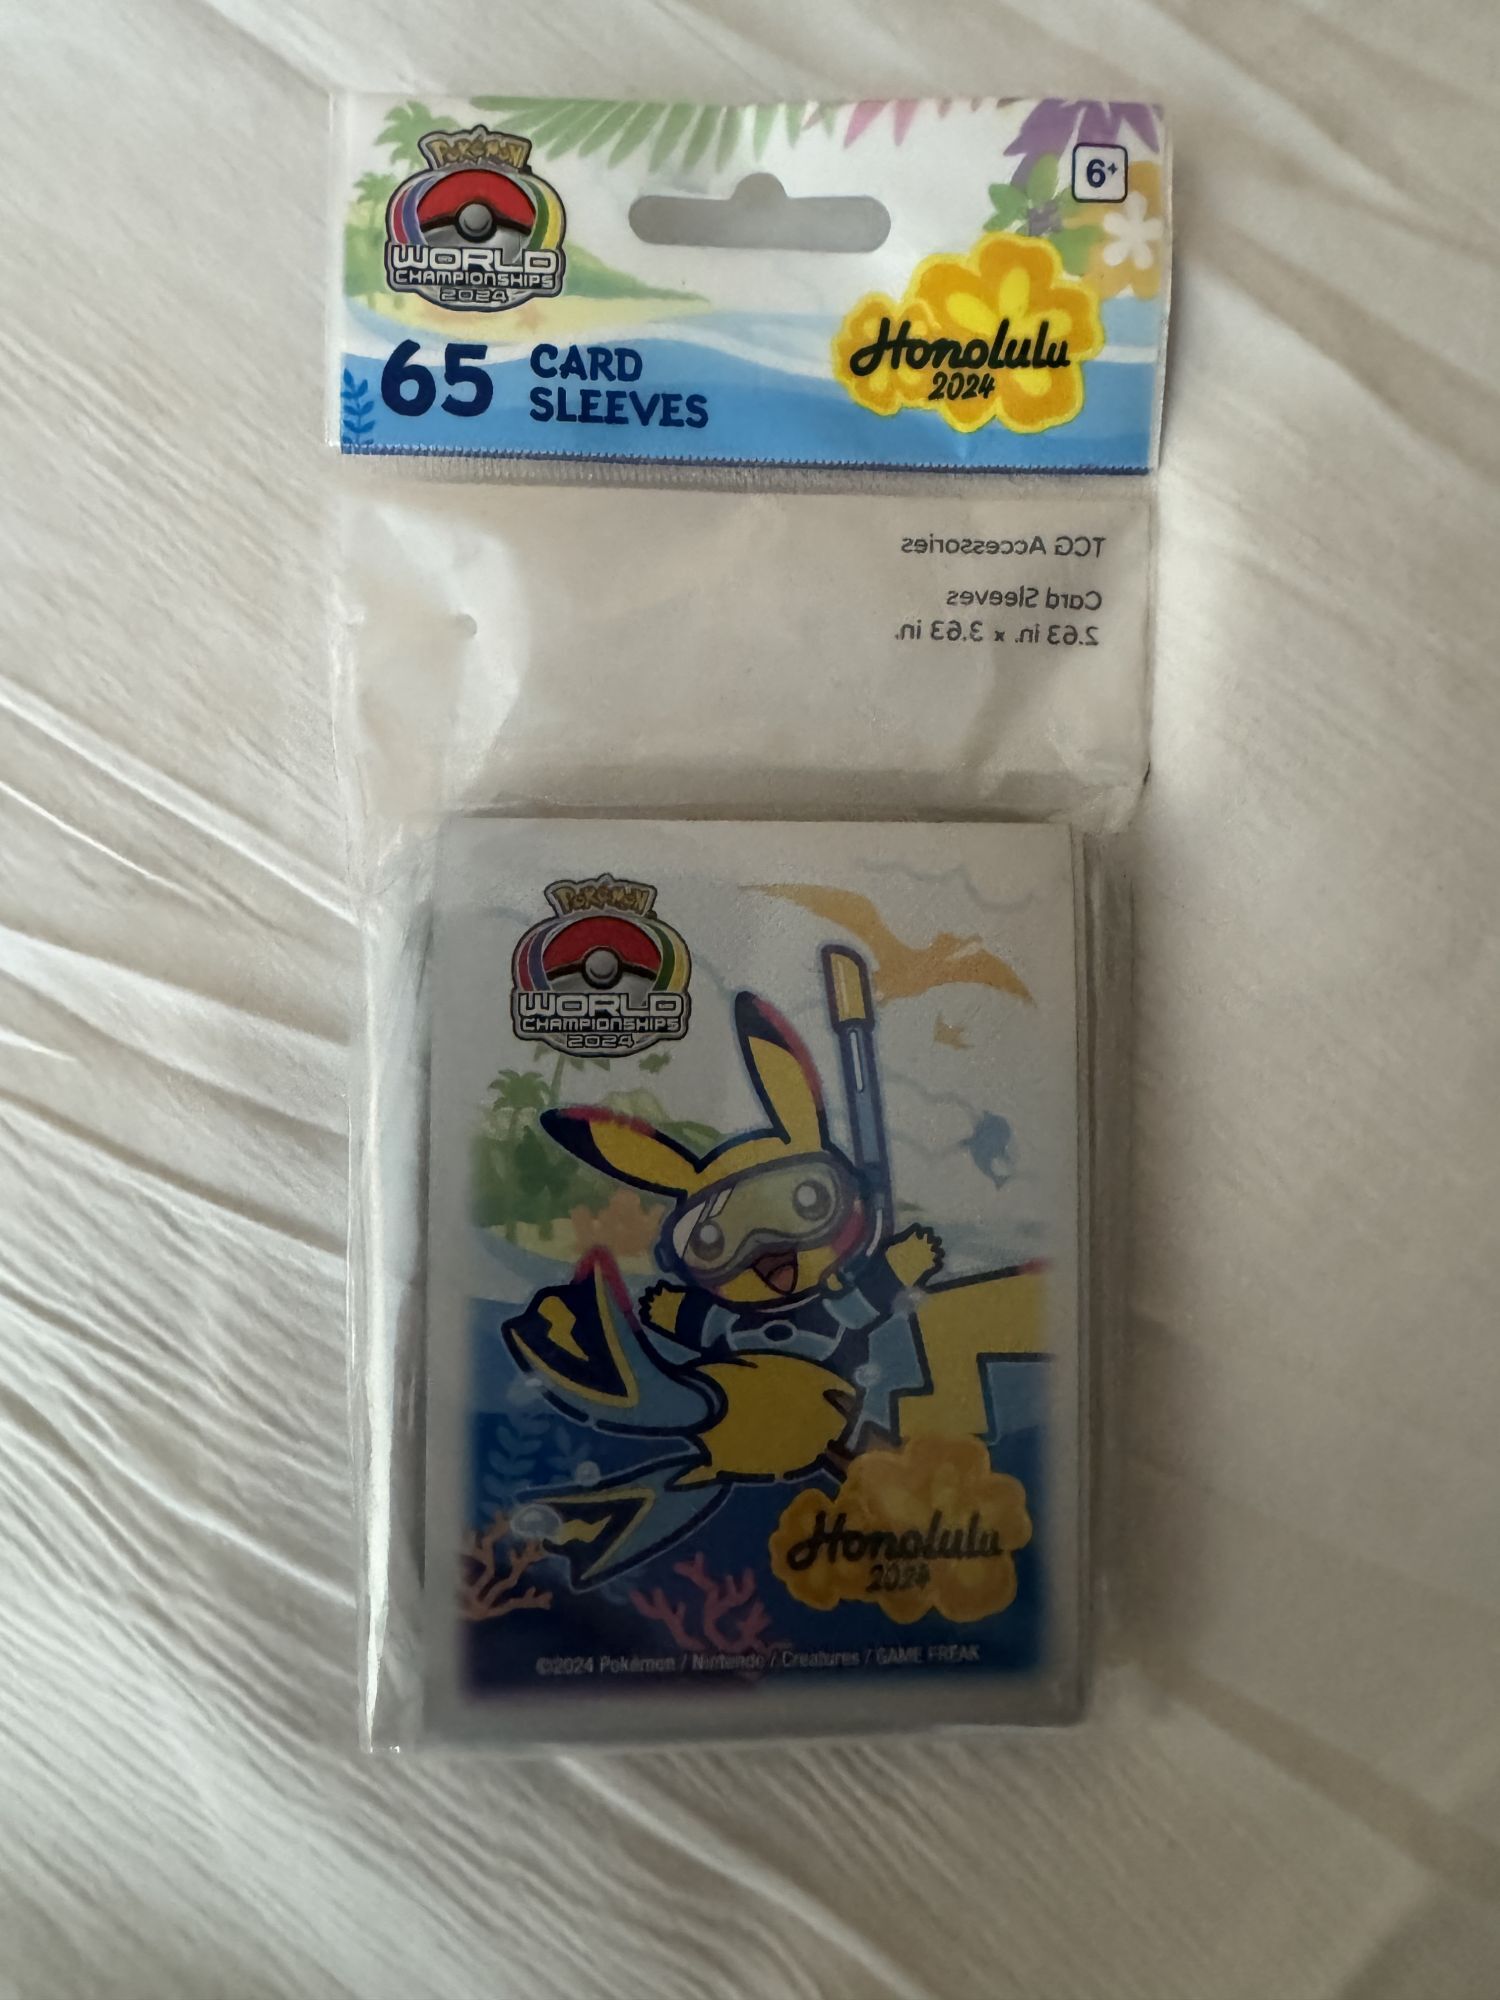 Pokémon
WORLD
CHAMPIONSHIPS
2024
6+
65 CARD
SLEEVES
Honolulu
2024
TCG Accessories
Card Sleeves
2.63 in. x 3.63 in.
Pokémon
WORLD
CHAMPIONSHIPS
2024
Honolulu
2024
©2024 Pokémon / Nintendo / Creatures / GAME FREAK